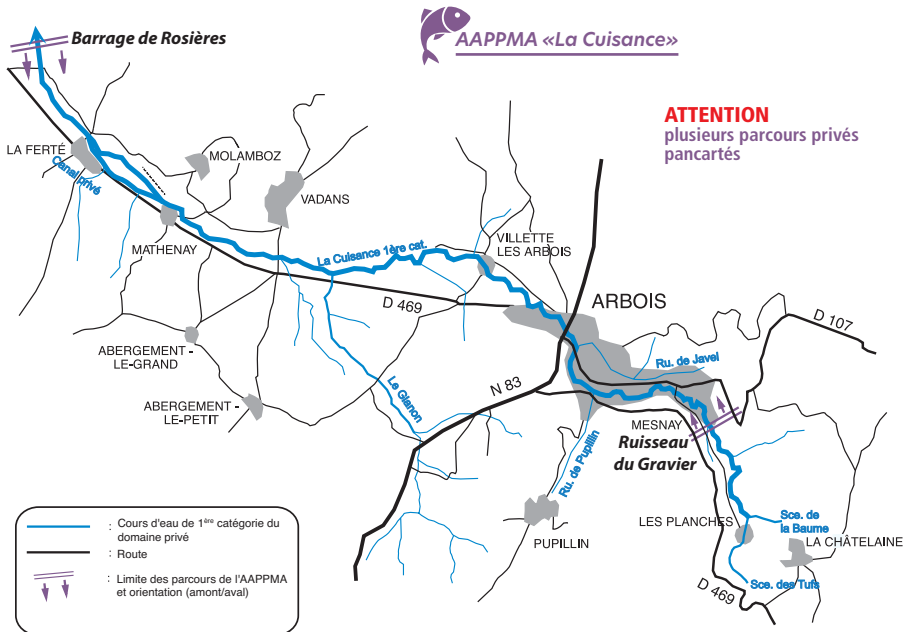 AAPPMA «La Cuisance»
Barrage de Rosières
ATTENTION
plusieurs parcours privés
pancartés
LA FERTÉ
Canal privé
MOLAMBOZ
VADANS
MATHENAY
La Cuisance 1ère cat.
VILLETTE
LES ARBOIS
D 469
ARBOIS
D 107
ABERGEMENT -
LE-GRAND
Ru. de Javel
Le Glanon
N 83
ABERGEMENT -
LE-PETIT
MESNAY
Ruisseau
du Gravier
Ru. de Pupillin
PUPILLIN
LES PLANCHES
Sce. de
la Baume
LA CHÂTELAINE
Sce. des Tufs
D 469
: Cours d'eau de 1ère catégorie du
domaine privé
: Route
: Limite des parcours de l'AAPPMA
et orientation (amont/aval)